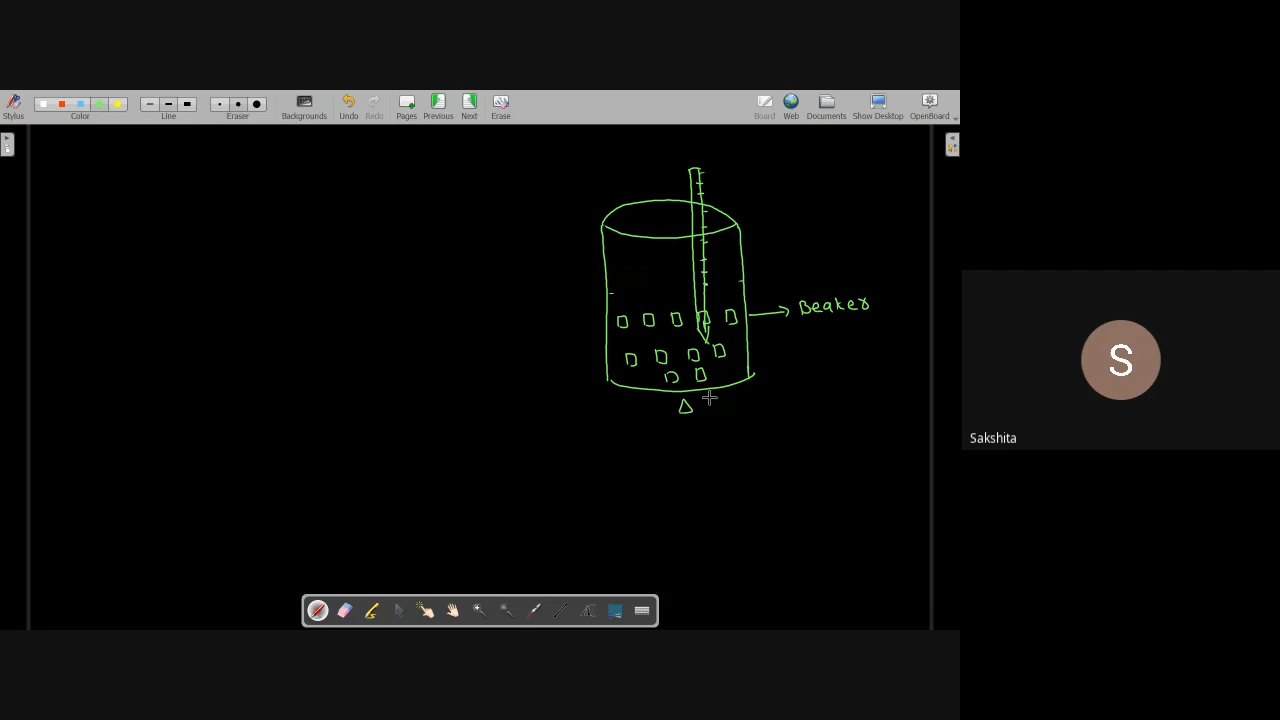 Stylus
Color
Line
Eraser
Backgrounds
Undo
Redo
Pages
Previous
Next
Erase
Board
Web
Documents
Show Desktop
OpenBoard
Beaker
Δ
S
Sakshita